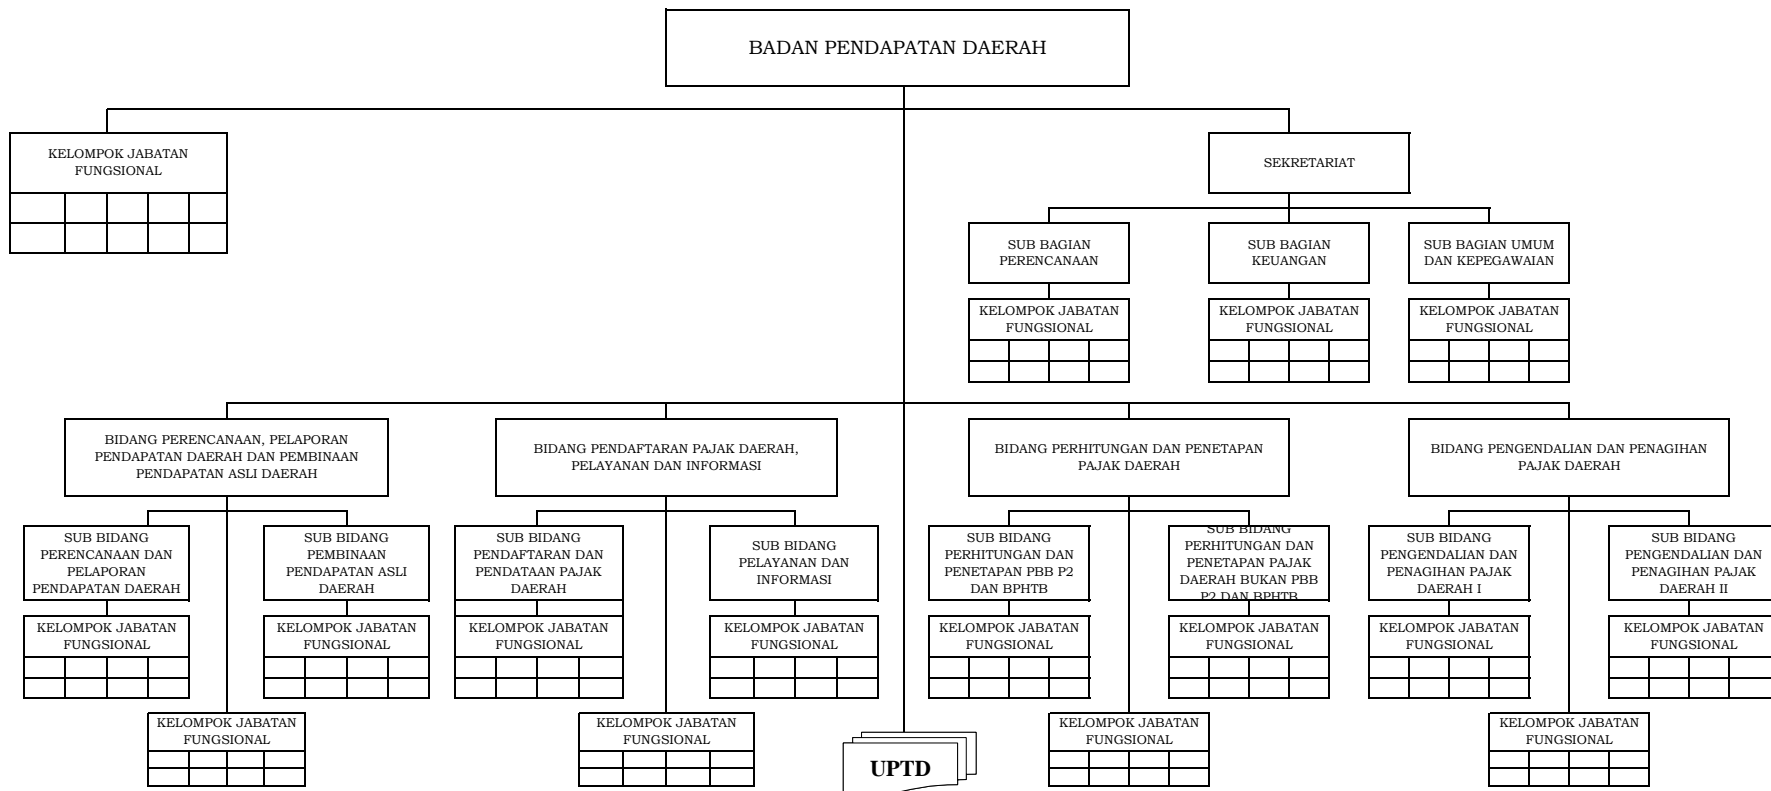 BADAN PENDAPATAN DAERAH
KELOMPOK JABATAN
FUNGSIONAL
SEKRETARIAT
SUB BAGIAN
PERENCANAAN
SUB BAGIAN
KEUANGAN
SUB BAGIAN UMUM
DAN KEPEGAWAIAN
KELOMPOK JABATAN
FUNGSIONAL
KELOMPOK JABATAN
FUNGSIONAL
KELOMPOK JABATAN
FUNGSIONAL
BIDANG PERENCANAAN, PELAPORAN
PENDAPATAN DAERAH DAN PEMBINAAN
PENDAPATAN ASLI DAERAH
BIDANG PENDAFTARAN PAJAK DAERAH,
PELAYANAN DAN INFORMASI
BIDANG PERHITUNGAN DAN PENETAPAN
PAJAK DAERAH
BIDANG PENGENDALIAN DAN PENAGIHAN
PAJAK DAERAH
SUB BIDANG
PERENCANAAN DAN
PELAPORAN
PENDAPATAN DAERAH
SUB BIDANG
PEMBINAAN
PENDAPATAN ASLI
DAERAH
SUB BIDANG
PENDAFTARAN DAN
PENDATAAN PAJAK
DAERAH
SUB BIDANG
PELAYANAN DAN
INFORMASI
SUB BIDANG
PERHITUNGAN DAN
PENETAPAN PBB P2
DAN BPHTB
SUB BIDANG
PERHITUNGAN DAN
PENETAPAN PAJAK
DAERAH BUKAN PBB
P2 DAN BPHTB
SUB BIDANG
PENGENDALIAN DAN
PENAGIHAN PAJAK
DAERAH I
SUB BIDANG
PENGENDALIAN DAN
PENAGIHAN PAJAK
DAERAH II
KELOMPOK JABATAN
FUNGSIONAL
KELOMPOK JABATAN
FUNGSIONAL
KELOMPOK JABATAN
FUNGSIONAL
KELOMPOK JABATAN
FUNGSIONAL
KELOMPOK JABATAN
FUNGSIONAL
KELOMPOK JABATAN
FUNGSIONAL
KELOMPOK JABATAN
FUNGSIONAL
KELOMPOK JABATAN
FUNGSIONAL
KELOMPOK JABATAN
FUNGSIONAL
KELOMPOK JABATAN
FUNGSIONAL
UPTD
KELOMPOK JABATAN
FUNGSIONAL
KELOMPOK JABATAN
FUNGSIONAL